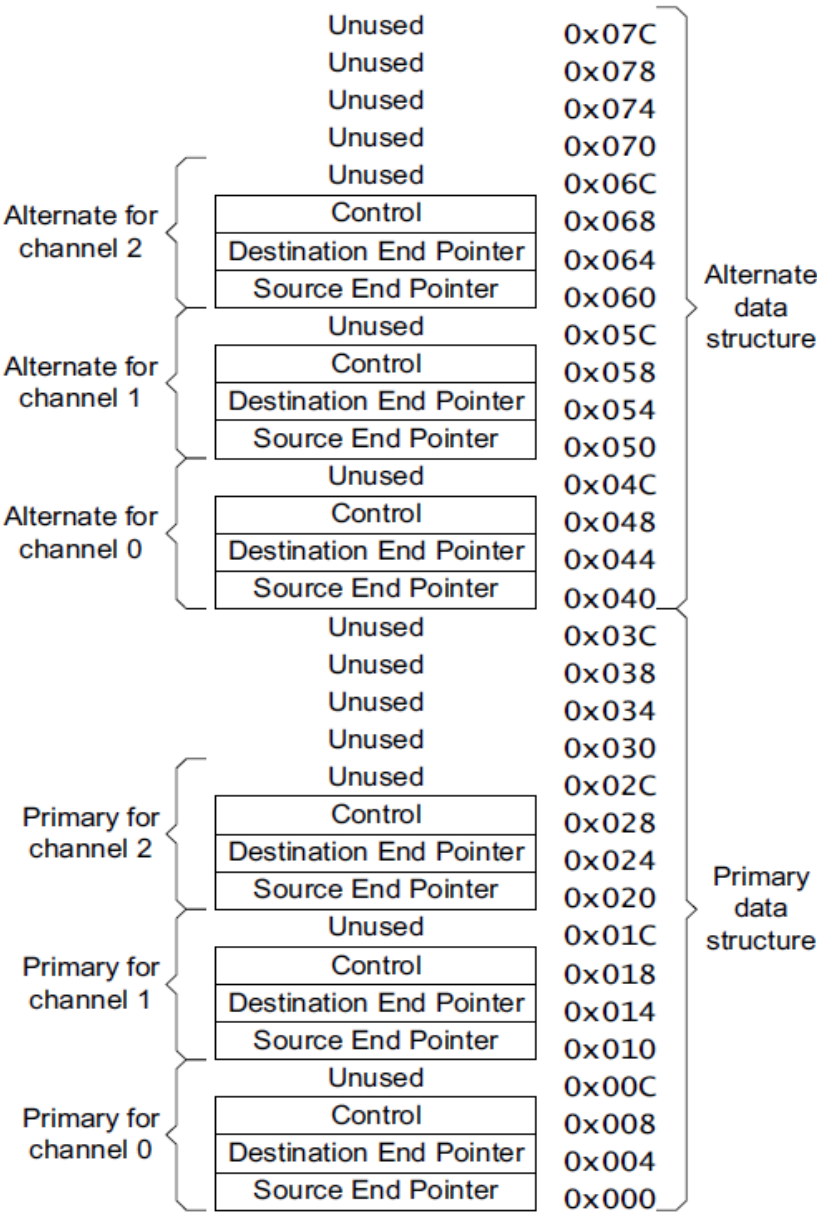 Unused 0x07C
Unused 0x078
Unused 0x074
Unused 0x070
Unused 0x06C
Control 0x068
Destination End Pointer 0x064
Source End Pointer 0x060
Alternate for
channel 2
Unused 0x05C
Control 0x058
Destination End Pointer 0x054
Source End Pointer 0x050
Alternate for
channel 1
Unused 0x04C
Control 0x048
Destination End Pointer 0x044
Source End Pointer 0x040
Alternate for
channel 0
Alternate
data
structure
Unused 0x03C
Unused 0x038
Unused 0x034
Unused 0x030
Unused 0x02C
Control 0x028
Destination End Pointer 0x024
Source End Pointer 0x020
Primary for
channel 2
Unused 0x01C
Control 0x018
Destination End Pointer 0x014
Source End Pointer 0x010
Primary for
channel 1
Unused 0x00C
Control 0x008
Destination End Pointer 0x004
Source End Pointer 0x000
Primary for
channel 0
Primary
data
structure